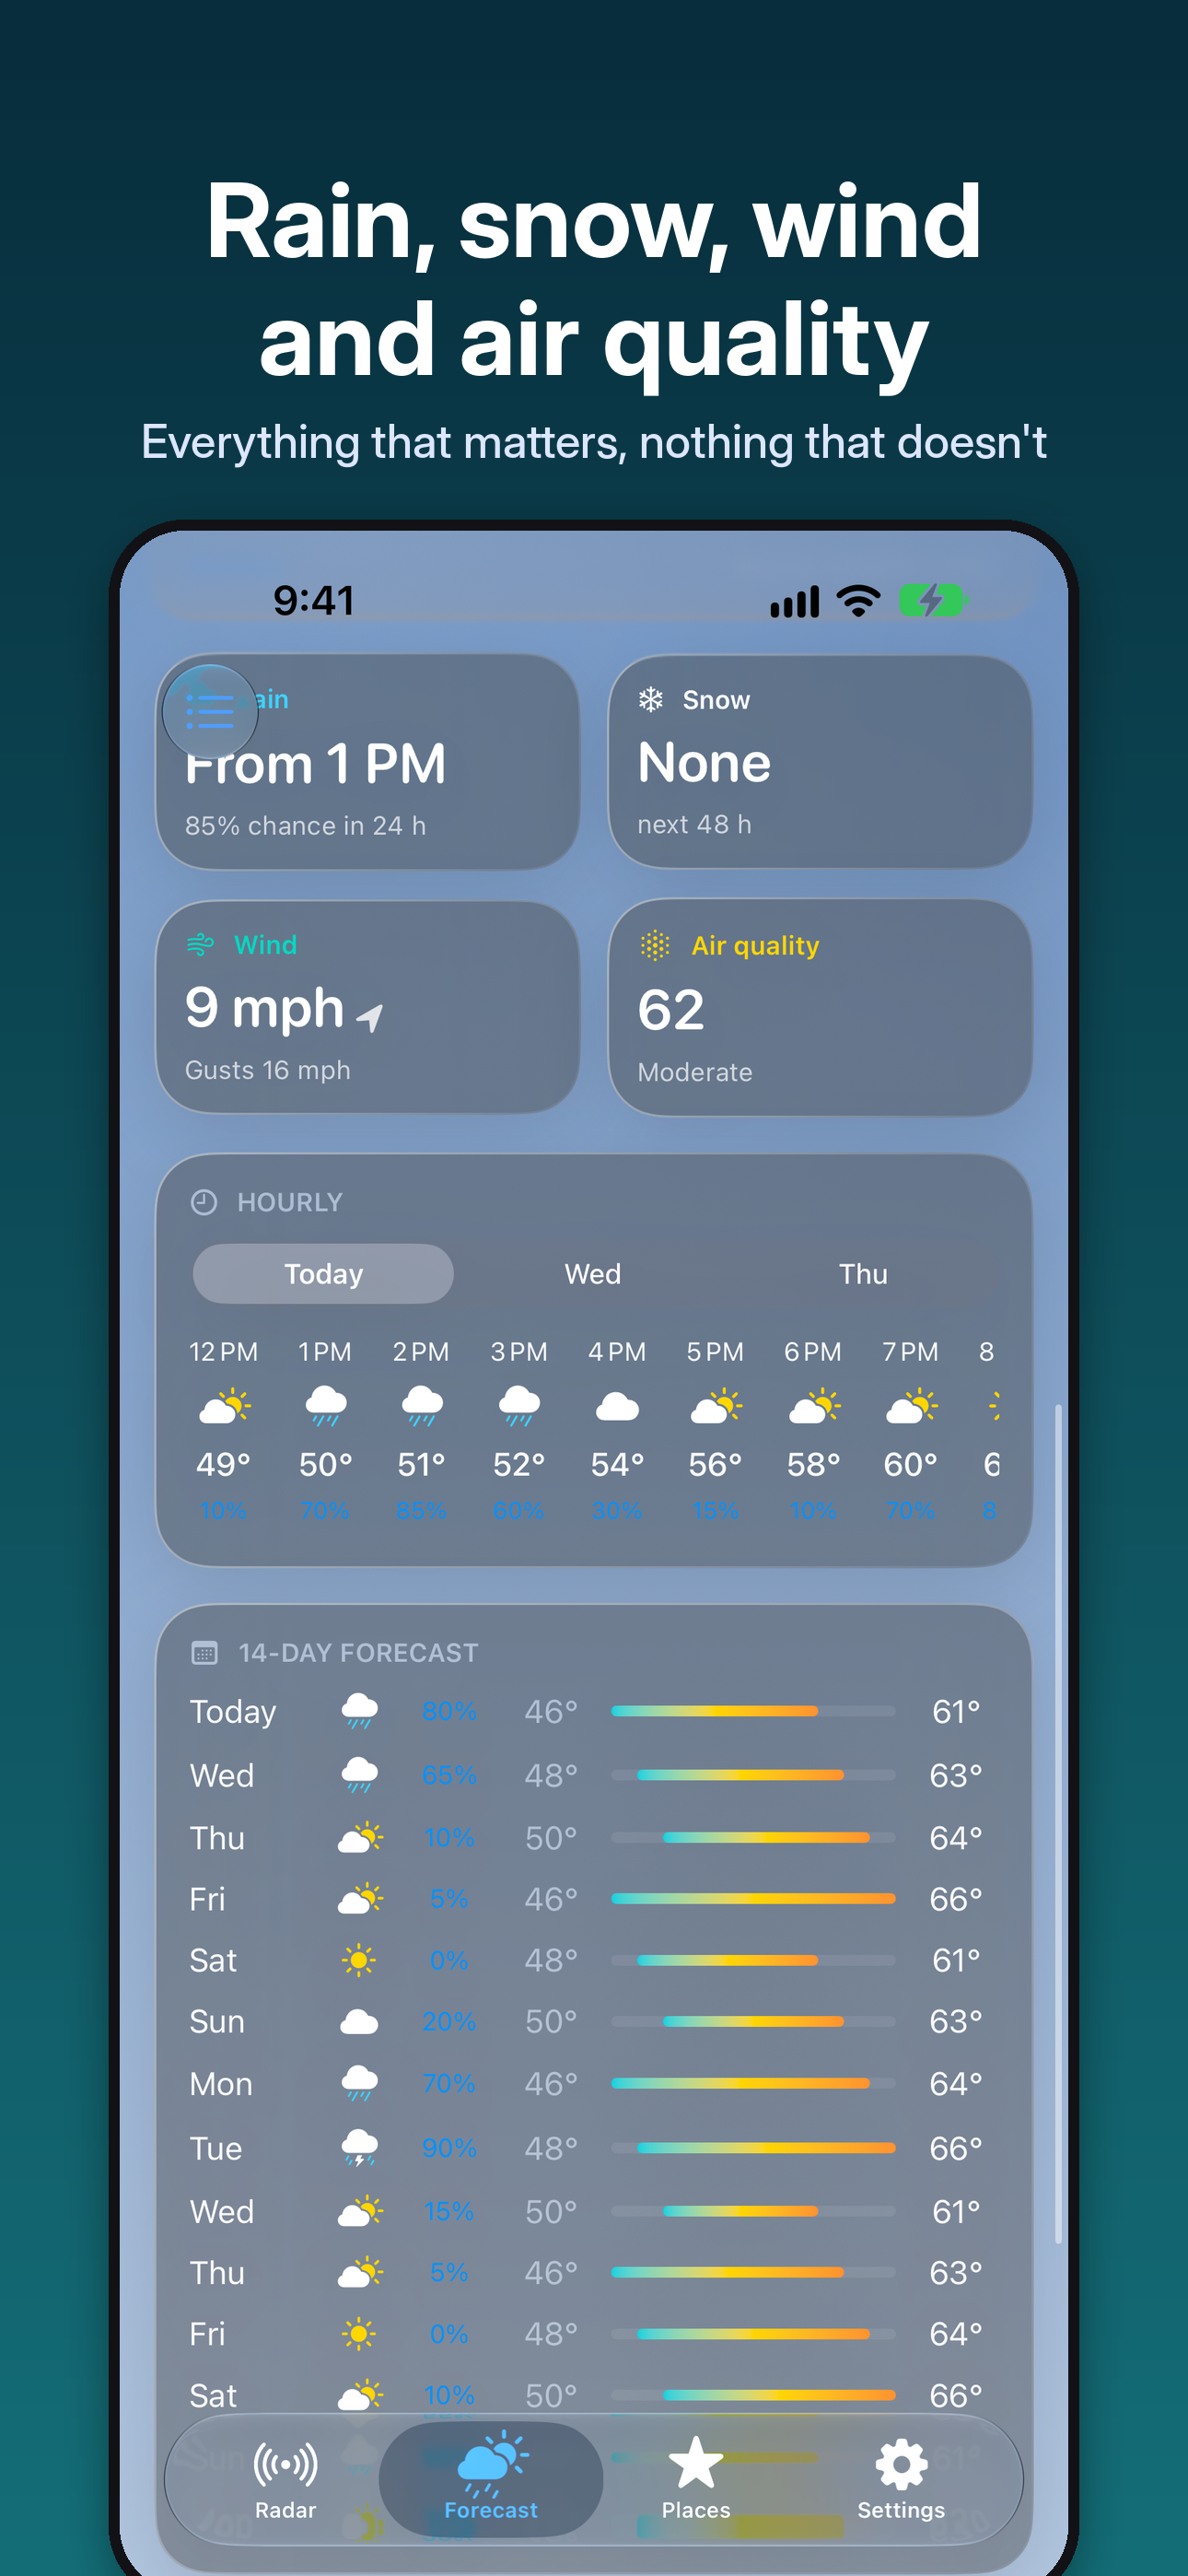 Rain, snow, wind
and air quality
Everything that matters, nothing that doesn't
9:41
ain Snow
From 1 PM None
85% chance in 24 h next 48 h
Wind Air quality
9 mph 62
Gusts 16 mph Moderate
HOURLY
Today Wed Thu
12 PM 1 PM 2 PM 3 PM 4 PM 5 PM 6 PM 7 PM 8
49° 50° 51° 52° 54° 56° 58° 60° 6
10% 70% 85% 60% 30% 15% 10% 70% 8
14-DAY FORECAST
Today 80% 46° 61°
Wed 65% 48° 63°
Thu 10% 50° 64°
Fri 5% 46° 66°
Sat 0% 48° 61°
Sun 20% 50° 63°
Mon 70% 46° 64°
Tue 90% 48° 66°
Wed 15% 50° 61°
Thu 5% 46° 63°
Fri 0% 48° 64°
Sat 10% 50° 66°
Sun 61°
Radar Forecast Places Settings